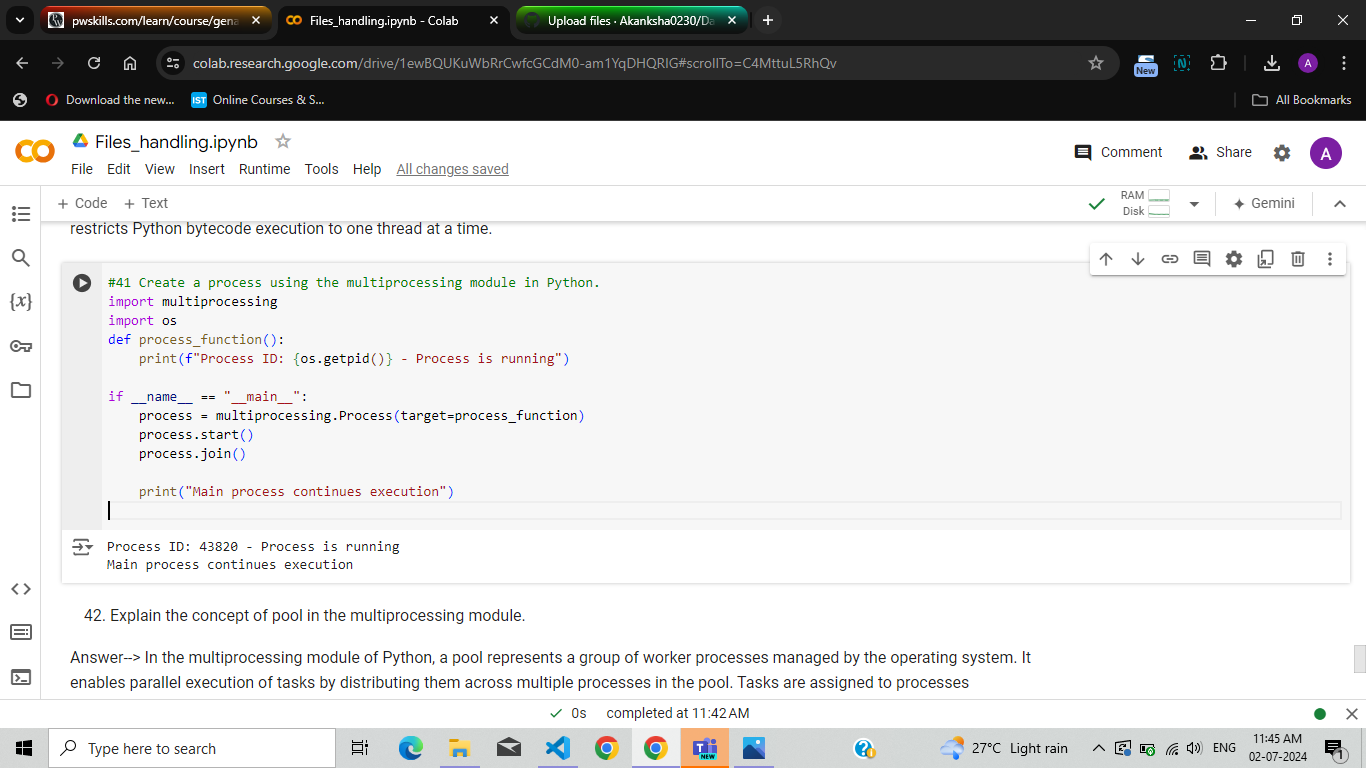 pwskills.com/learn/course/gena
Files_handling.ipynb - Colab
Upload files · Akanksha0230/Da
colab.research.google.com/drive/1ewBQUKuWbRrCwfcGCdM0-am1YqDHQRIG#scrollTo=C4MttuL5RhQv
New
A
Download the new...
IST
Online Courses & S...
All Bookmarks
Files_handling.ipynb
File Edit View Insert Runtime Tools Help All changes saved
Comment
Share
A
+ Code + Text
RAM
Disk
Gemini
restricts Python bytecode execution to one thread at a time.
#41 Create a process using the multiprocessing module in Python.
import multiprocessing
import os
def process_function():
    print(f"Process ID: {os.getpid()} - Process is running")
if __name__ == "__main__":
    process = multiprocessing.Process(target=process_function)
    process.start()
    process.join()
    print("Main process continues execution")
Process ID: 43820 - Process is running
Main process continues execution
42. Explain the concept of pool in the multiprocessing module.
Answer--> In the multiprocessing module of Python, a pool represents a group of worker processes managed by the operating system. It
enables parallel execution of tasks by distributing them across multiple processes in the pool. Tasks are assigned to processes
0s completed at 11:42 AM
Type here to search
NEW
27°C Light rain
ENG
11:45 AM
02-07-2024
1